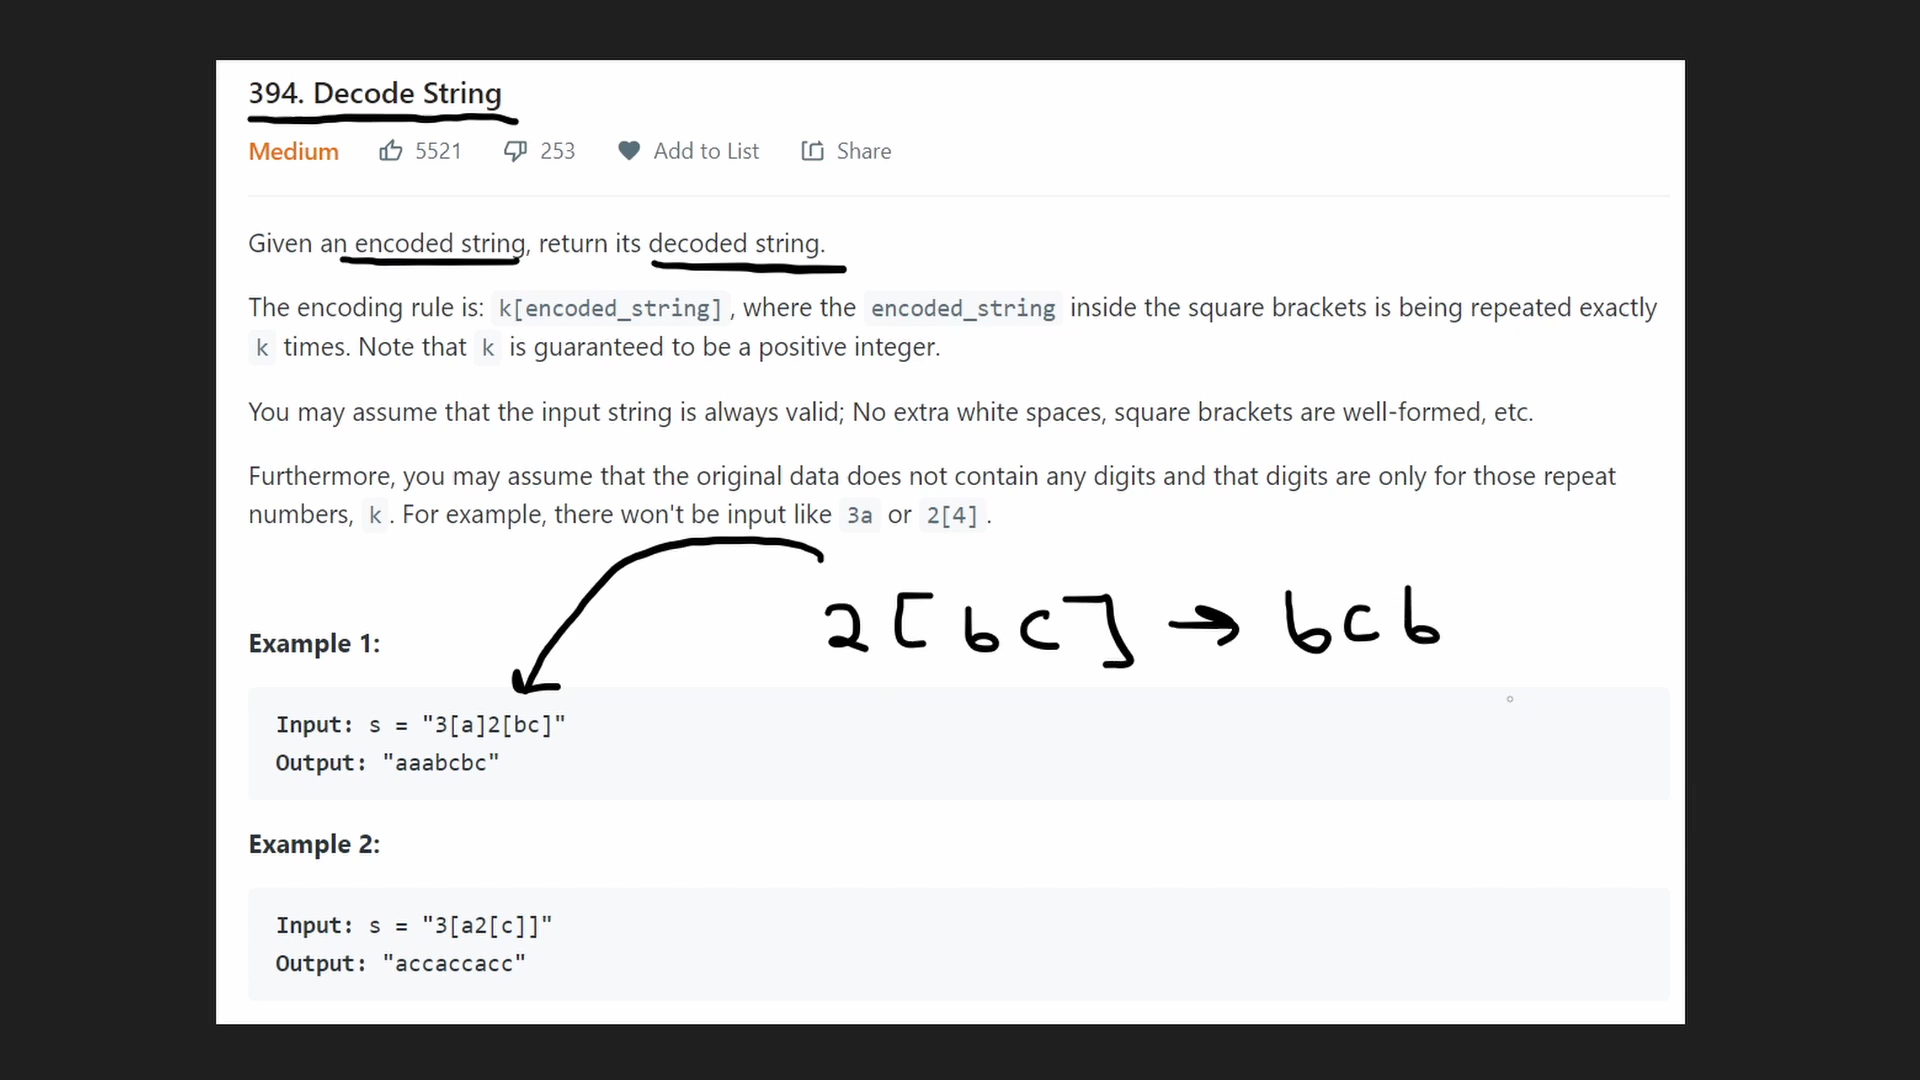 394. Decode String
Medium 5521 253 Add to List Share
Given an encoded string, return its decoded string.
The encoding rule is: k[encoded_string], where the encoded_string inside the square brackets is being repeated exactly
k times. Note that k is guaranteed to be a positive integer.
You may assume that the input string is always valid; No extra white spaces, square brackets are well-formed, etc.
Furthermore, you may assume that the original data does not contain any digits and that digits are only for those repeat
numbers, k. For example, there won't be input like 3a or 2[4].
2[bc] → bcb
Example 1:
Input: s = "3[a]2[bc]"
Output: "aaabcbc"
Example 2:
Input: s = "3[a2[c]]"
Output: "accaccacc"